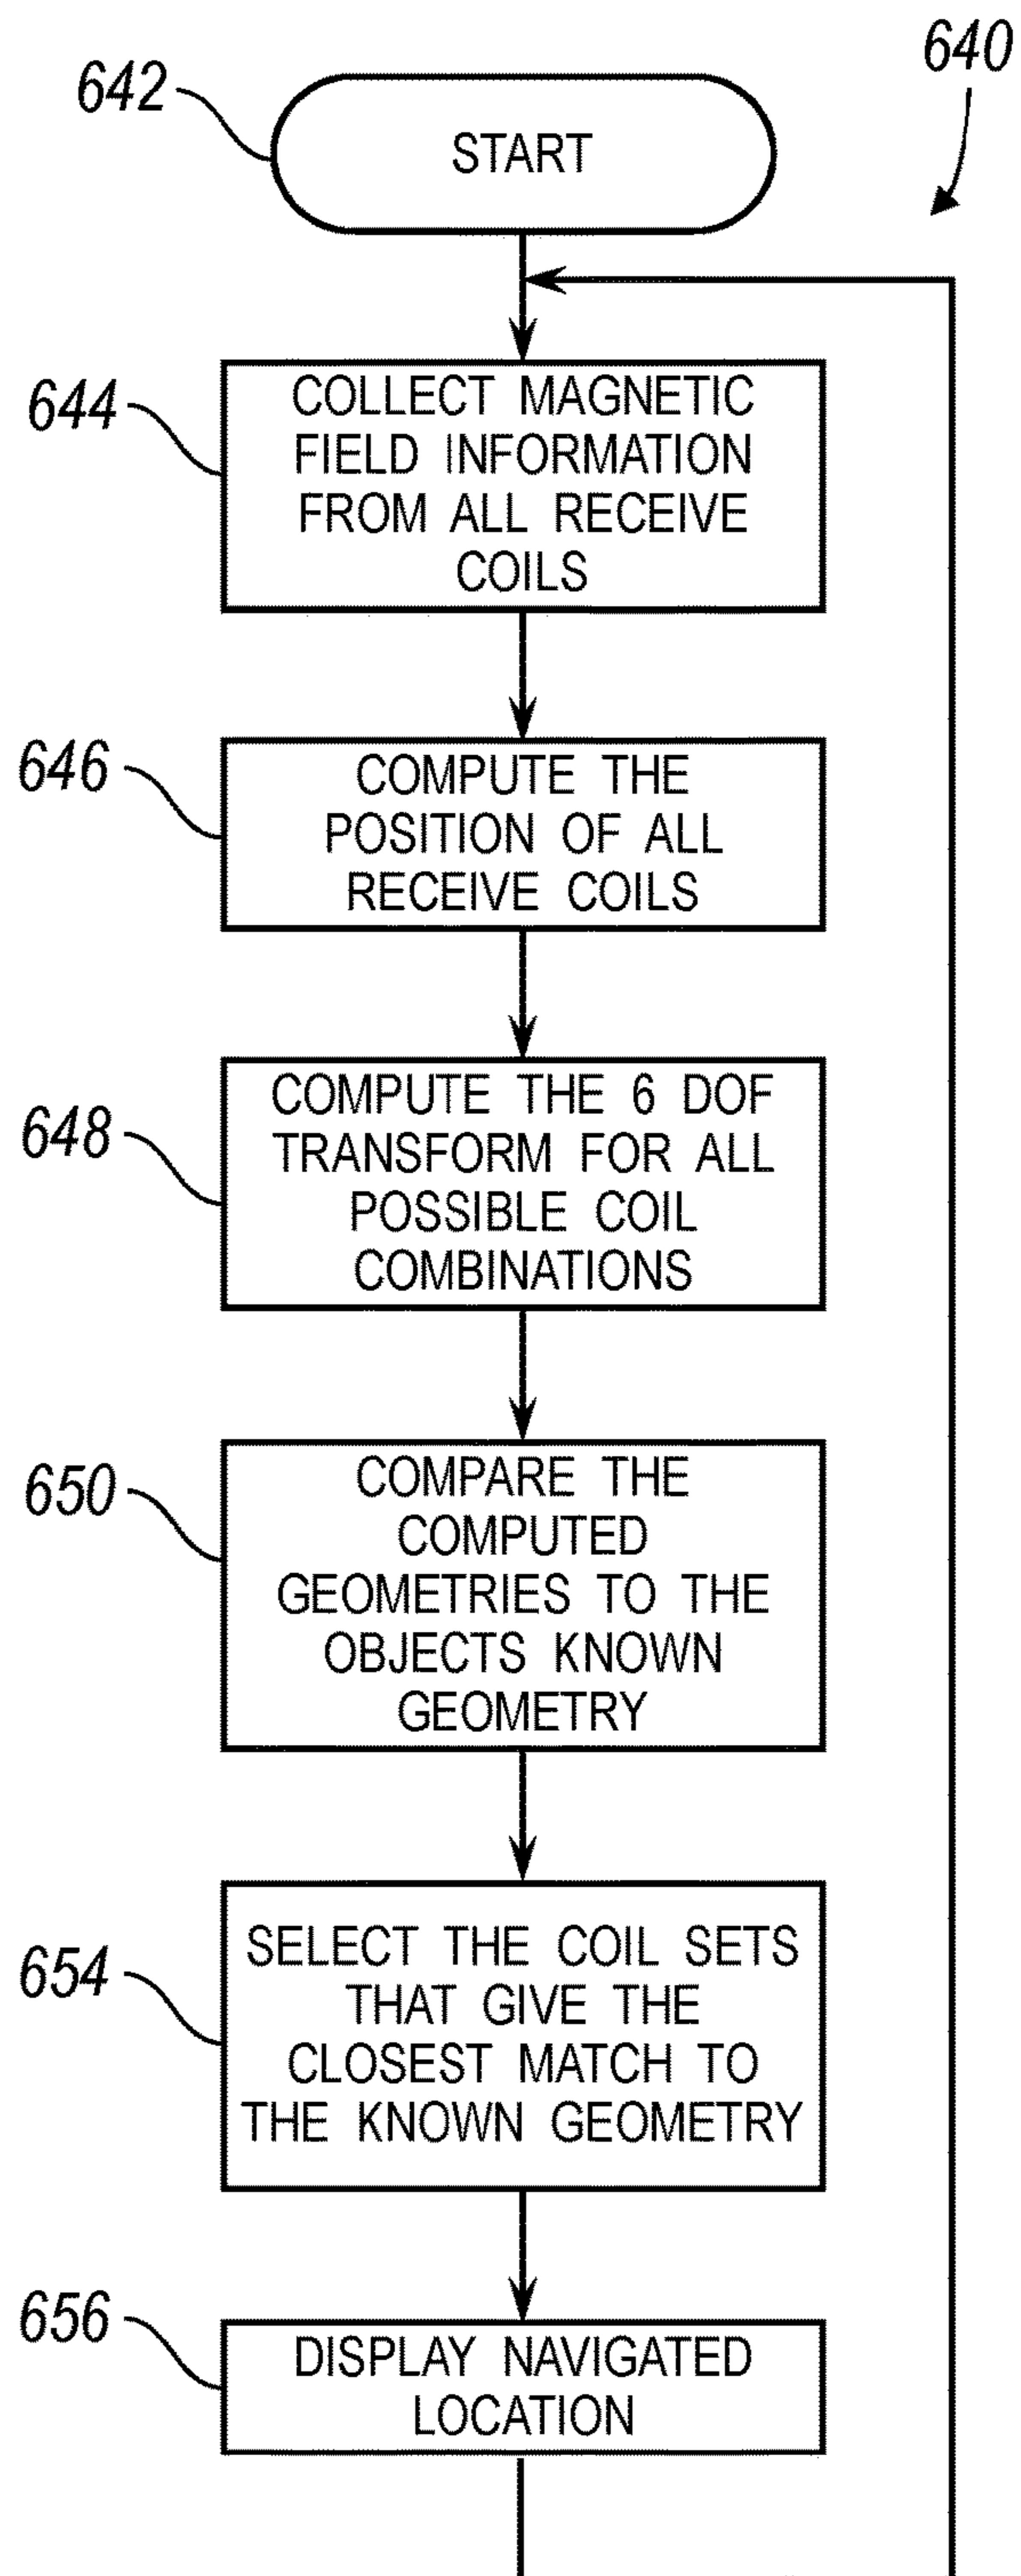 640
642
START
644
COLLECT MAGNETIC
FIELD INFORMATION
FROM ALL RECEIVE
COILS
646
COMPUTE THE
POSITION OF ALL
RECEIVE COILS
648
COMPUTE THE 6 DOF
TRANSFORM FOR ALL
POSSIBLE COIL
COMBINATIONS
650
COMPARE THE
COMPUTED
GEOMETRIES TO THE
OBJECTS KNOWN
GEOMETRY
654
SELECT THE COIL SETS
THAT GIVE THE
CLOSEST MATCH TO
THE KNOWN GEOMETRY
656
DISPLAY NAVIGATED
LOCATION